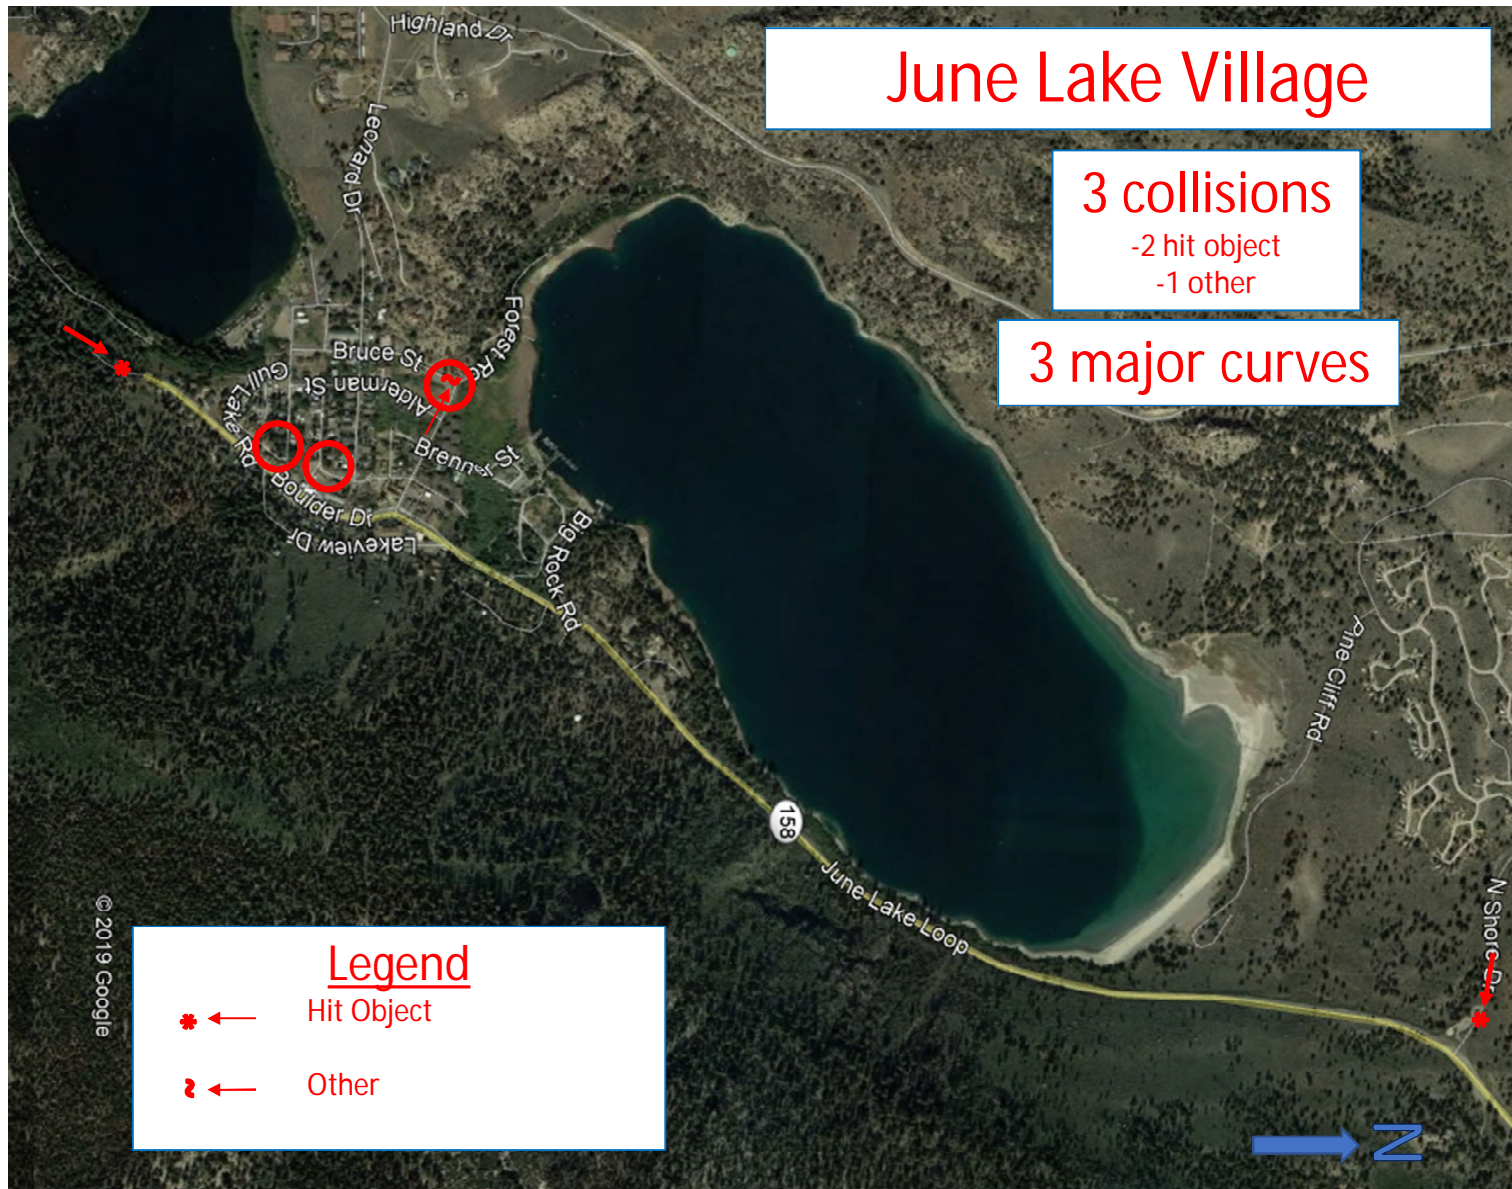 Highland Dr
June Lake Village
Leonard Dr
3 collisions
-2 hit object
-1 other
3 major curves
Forest Rd
Bruce St
Alderman St
Gull Lake Rd
Brenner St
Boulder Dr
Lakeview Dr
Big Rock Rd
Pine Cliff Rd
158
June Lake Loop
N Shore Dr
© 2019 Google
Legend
Hit Object
Other
N